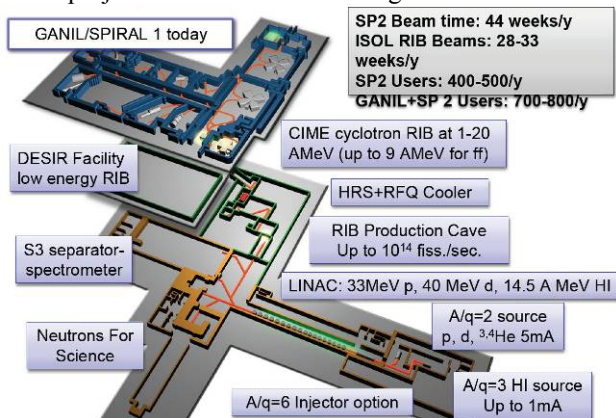 GANIL/SPIRAL 1 today
SP2 Beam time: 44 weeks/y
ISOL RIB Beams: 28-33
weeks/y
SP2 Users: 400-500/y
GANIL+SP 2 Users: 700-800/y
CIME cyclotron RIB at 1-20
AMeV (up to 9 AMeV for ff)
DESIR Facility
low energy RIB
HRS+RFQ Cooler
RIB Production Cave
Up to 10¹⁴ fiss./sec.
S3 separator-
spectrometer
LINAC: 33MeV p, 40 MeV d, 14.5 A MeV HI
A/q=2 source
p, d, ³,⁴He 5mA
Neutrons For
Science
A/q=3 HI source
Up to 1mA
A/q=6 Injector option